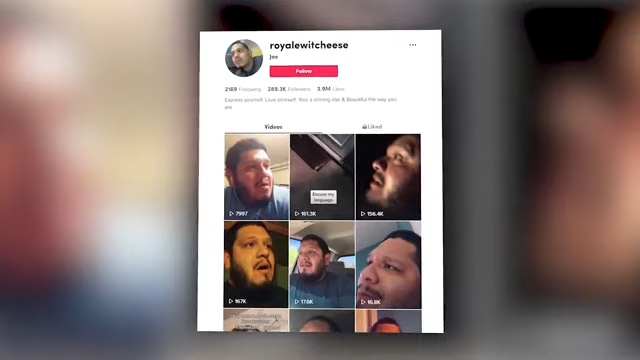 royalewitcheese
Joe
Follow
2169 Following 289.3K Followers 3.9M Likes
Express yourself. Love yourself. Your a shining star & Beautiful the way you
are
Videos Liked
7997
Excuse my
language
161.3K
156.4K
167K
17.6K
16.8K